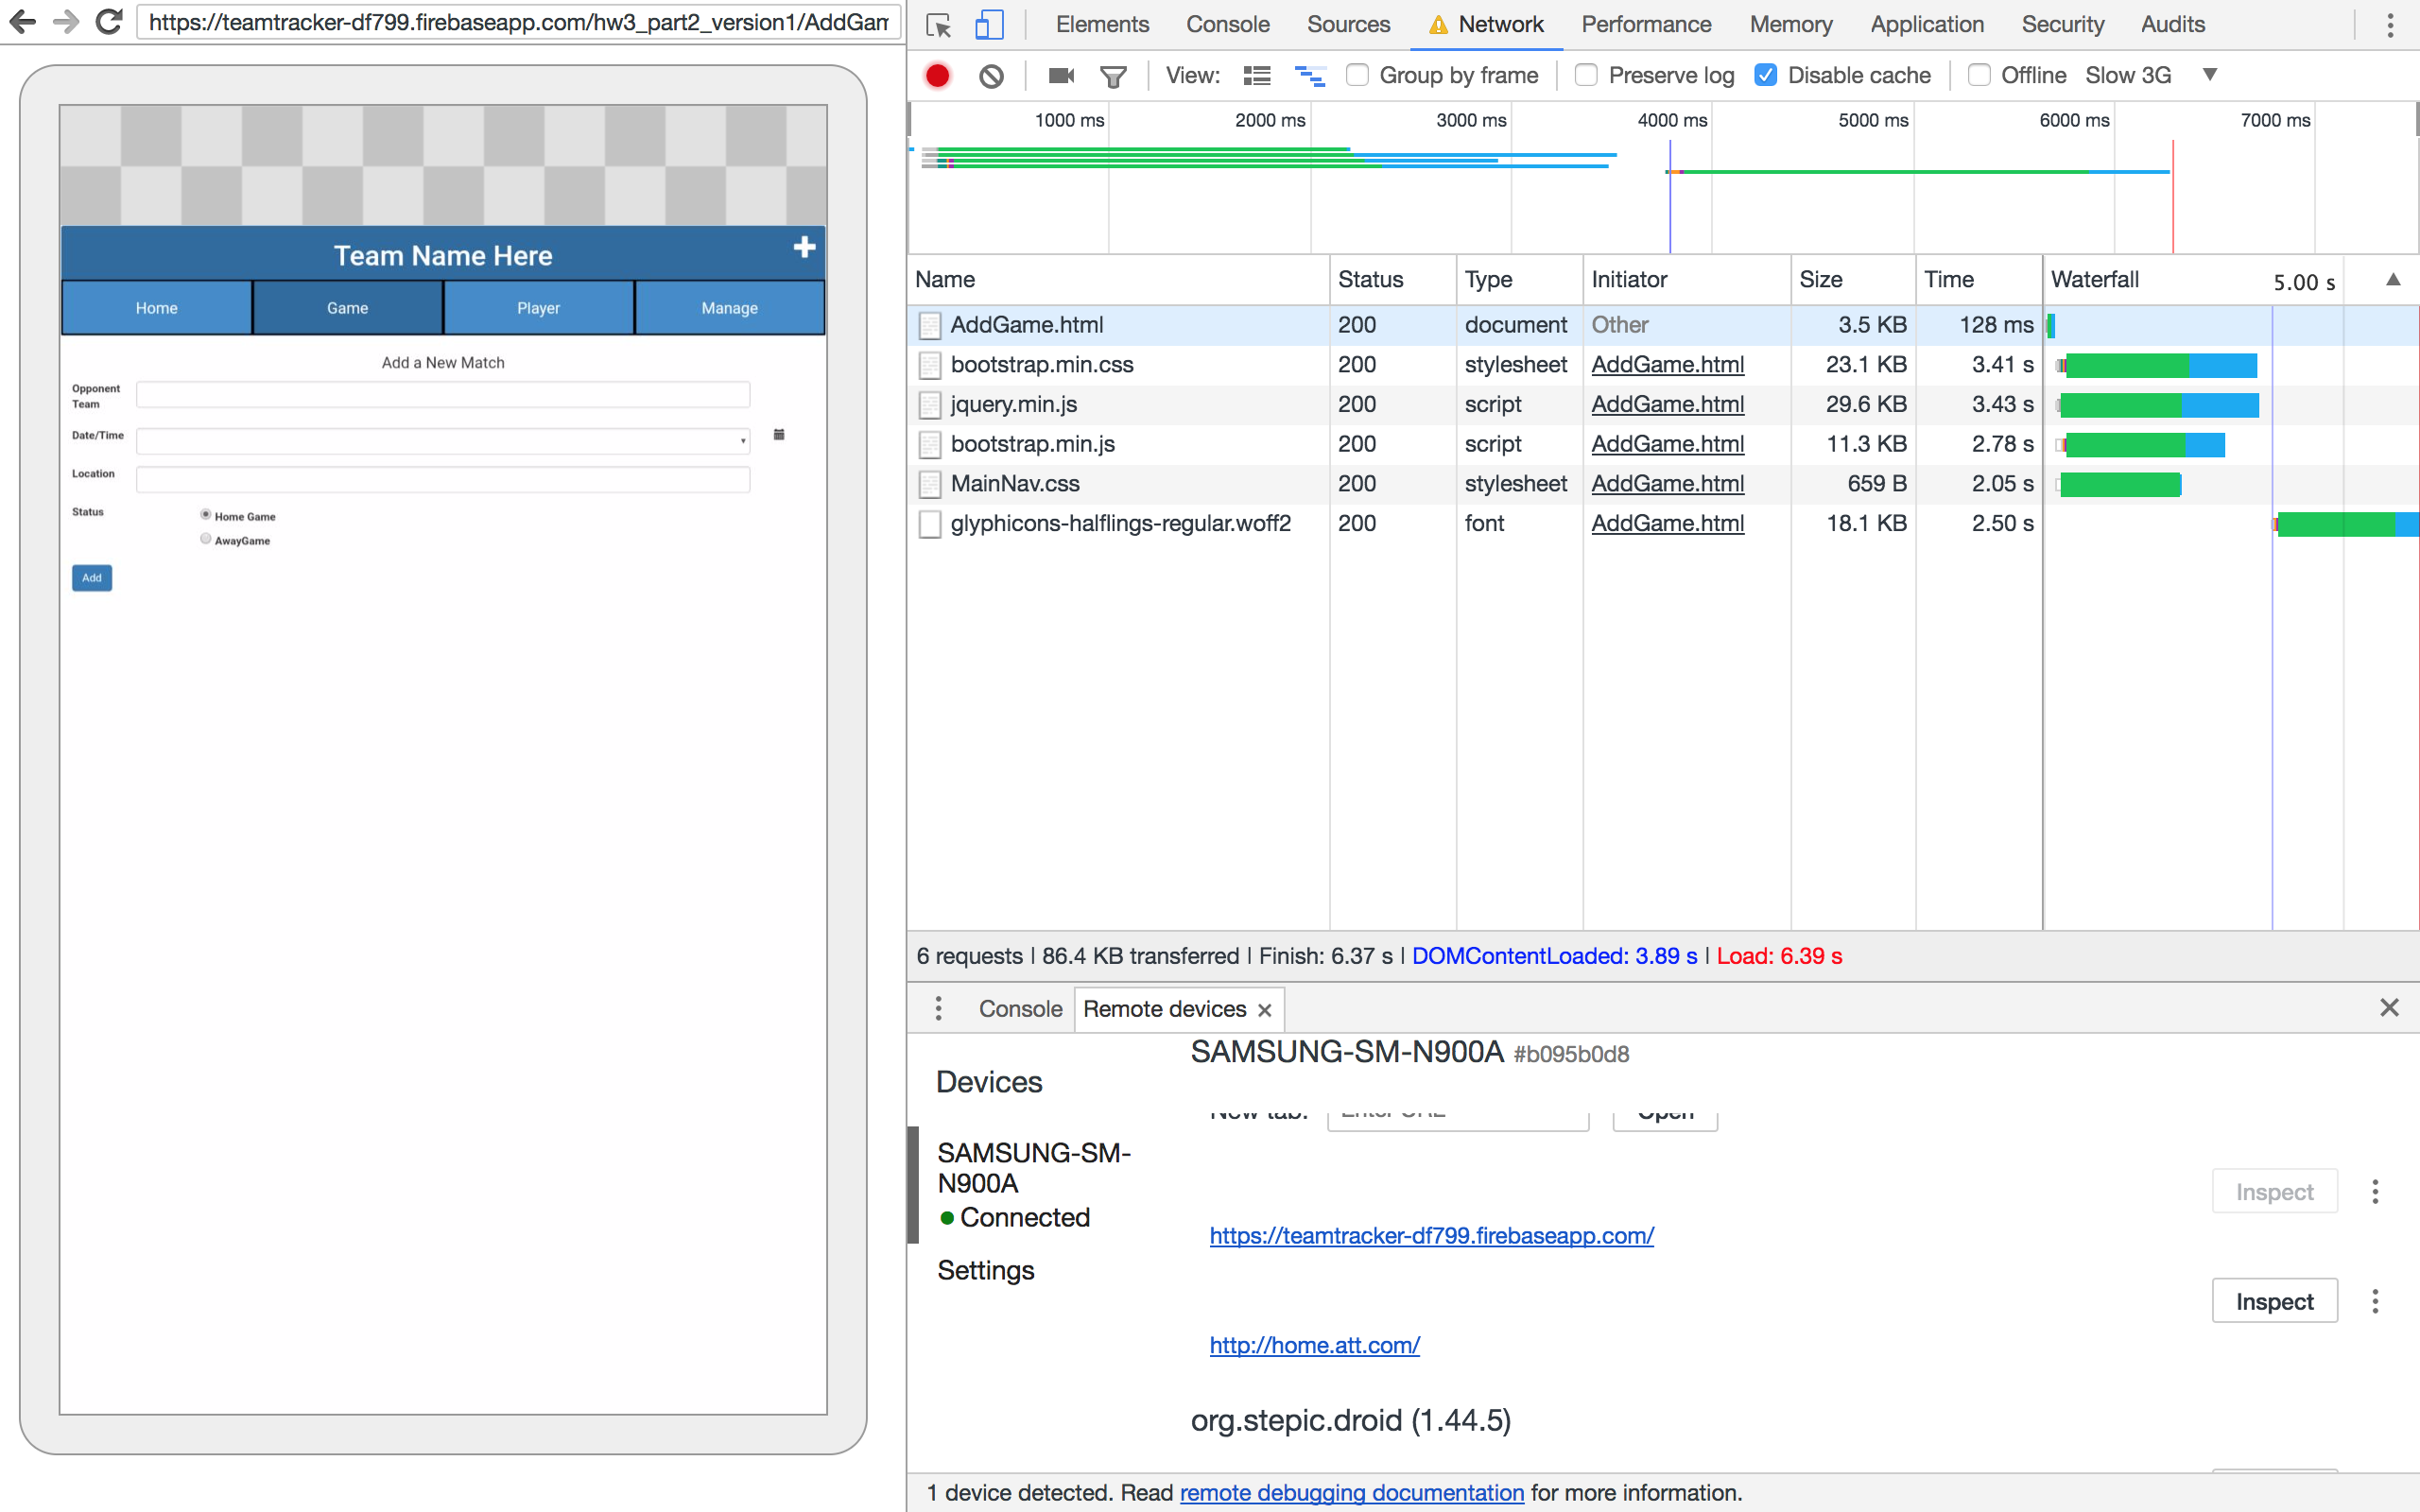 https://teamtracker-df799.firebaseapp.com/hw3_part2_version1/AddGam
Team Name Here
Home Game Player Manage
Add a New Match
Opponent
Team
Date/Time
Location
Status
Home Game
AwayGame
Add
Elements Console Sources Network Performance Memory Application Security Audits
View: Group by frame Preserve log Disable cache Offline Slow 3G
1000 ms 2000 ms 3000 ms 4000 ms 5000 ms 6000 ms 7000 ms
Name Status Type Initiator Size Time Waterfall 5.00 s
AddGame.html 200 document Other 3.5 KB 128 ms
bootstrap.min.css 200 stylesheet AddGame.html 23.1 KB 3.41 s
jquery.min.js 200 script AddGame.html 29.6 KB 3.43 s
bootstrap.min.js 200 script AddGame.html 11.3 KB 2.78 s
MainNav.css 200 stylesheet AddGame.html 659 B 2.05 s
glyphicons-halflings-regular.woff2 200 font AddGame.html 18.1 KB 2.50 s
6 requests | 86.4 KB transferred | Finish: 6.37 s | DOMContentLoaded: 3.89 s | Load: 6.39 s
Console Remote devices
Devices
SAMSUNG-SM-
N900A
Connected
Settings
SAMSUNG-SM-N900A #b095b0d8
New tab: Enter URL Open
Inspect
https://teamtracker-df799.firebaseapp.com/
Inspect
http://home.att.com/
org.stepic.droid (1.44.5)
1 device detected. Read remote debugging documentation for more information.